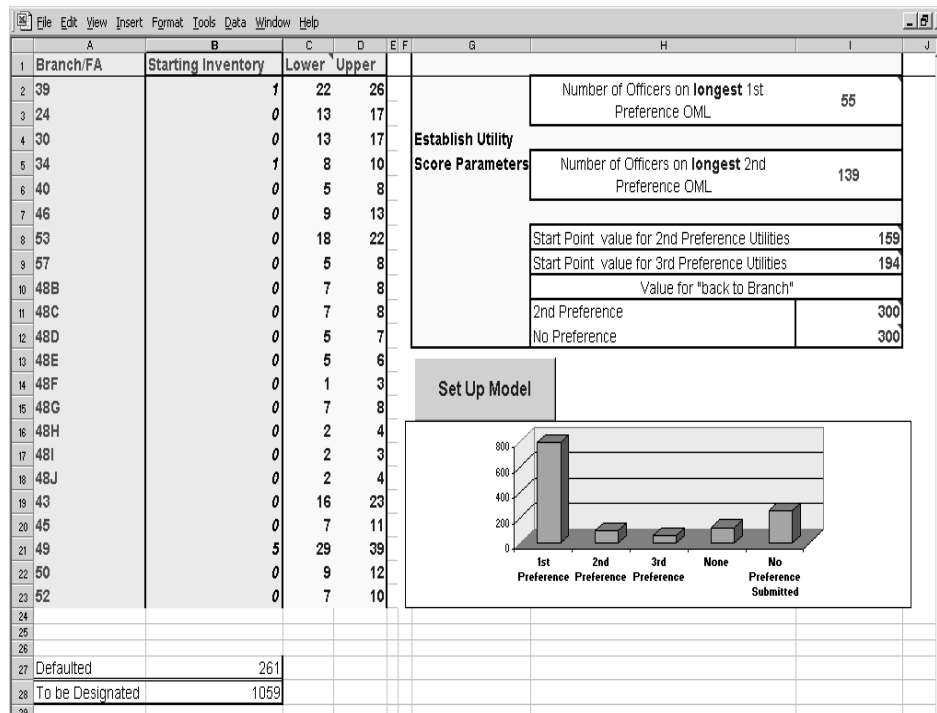 File Edit View Insert Format Tools Data Window Help
A B C D E F G H I J
1 Branch/FA Starting Inventory Lower Upper
2 39 1 22 26
3 24 0 13 17
4 30 0 13 17
5 34 1 8 10
6 40 0 5 8
7 46 0 9 13
8 53 0 18 22
9 57 0 5 8
10 48B 0 7 8
11 48C 0 7 8
12 48D 0 5 7
13 48E 0 5 6
14 48F 0 1 3
15 48G 0 7 8
16 48H 0 2 4
17 48I 0 2 3
18 48J 0 2 4
19 43 0 16 23
20 45 0 7 11
21 49 5 29 39
22 50 0 9 12
23 52 0 7 10
24
25
26
27 Defaulted 261
28 To be Designated 1059
29
Establish Utility
Score Parameters
Number of Officers on longest 1st
Preference OML
55
Number of Officers on longest 2nd
Preference OML
139
Start Point value for 2nd Preference Utilities 159
Start Point value for 3rd Preference Utilities 194
Value for "back to Branch"
2nd Preference 300
No Preference 300
Set Up Model
800
600
400
200
0
1st Preference
2nd Preference
3rd Preference
None
No Preference Submitted